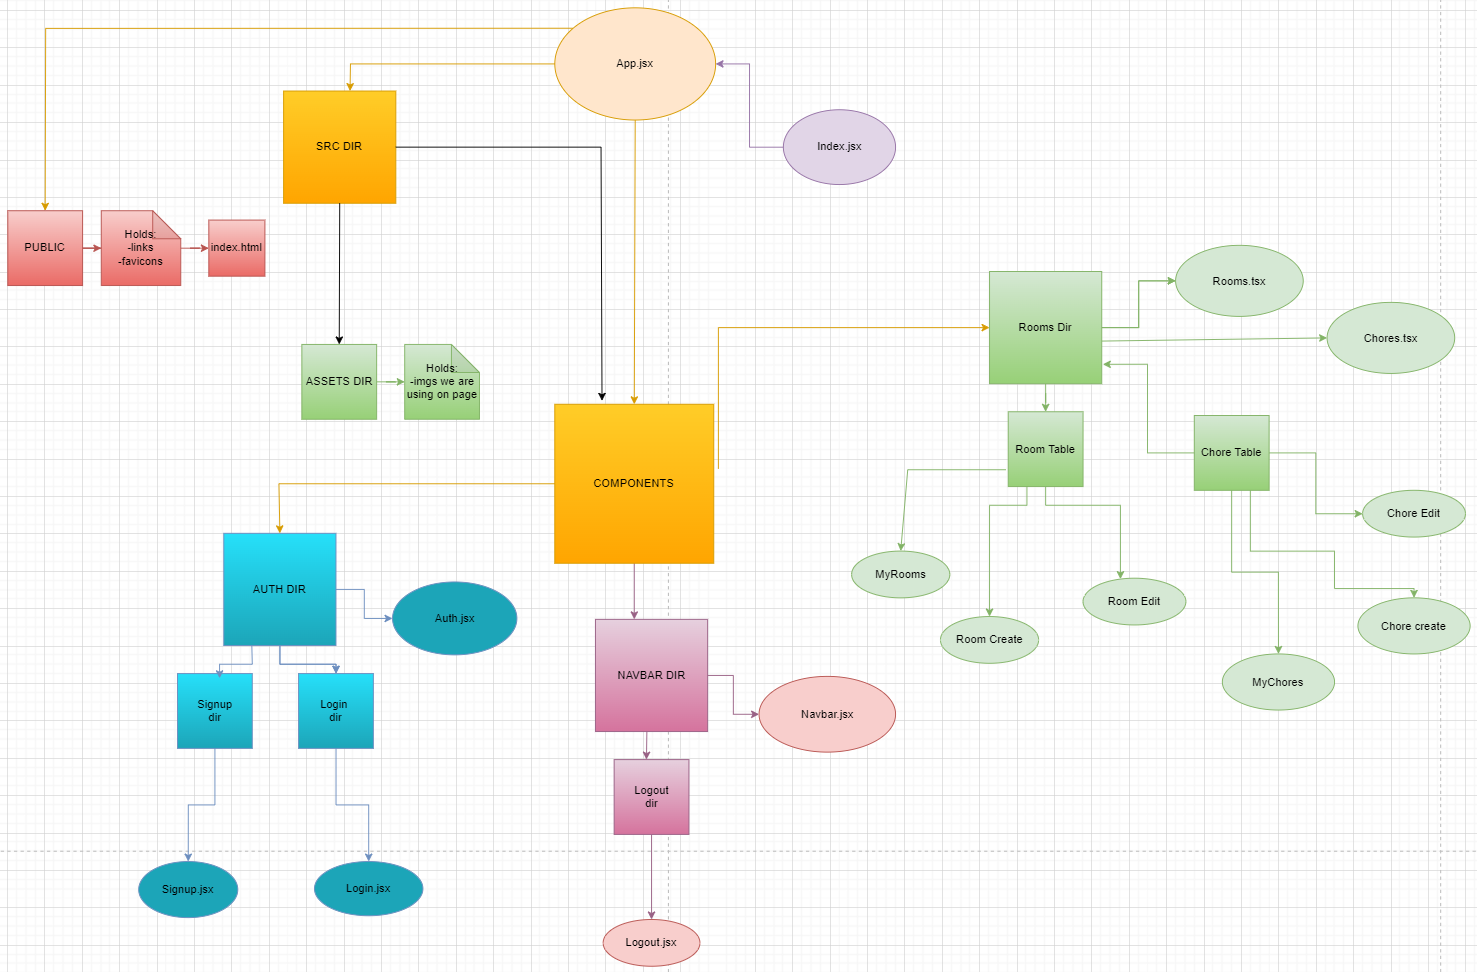 App.jsx
Index.jsx
SRC DIR
PUBLIC
Holds:
-links
-favicons
index.html
ASSETS DIR
Holds:
-imgs we are
using on page
Rooms Dir
Rooms.tsx
Chores.tsx
Room Table
Chore Table
COMPONENTS
Chore Edit
MyRooms
Room Edit
Room Create
Chore create
MyChores
AUTH DIR
Auth.jsx
Signup
dir
Login
dir
NAVBAR DIR
Navbar.jsx
Logout
dir
Signup.jsx
Login.jsx
Logout.jsx